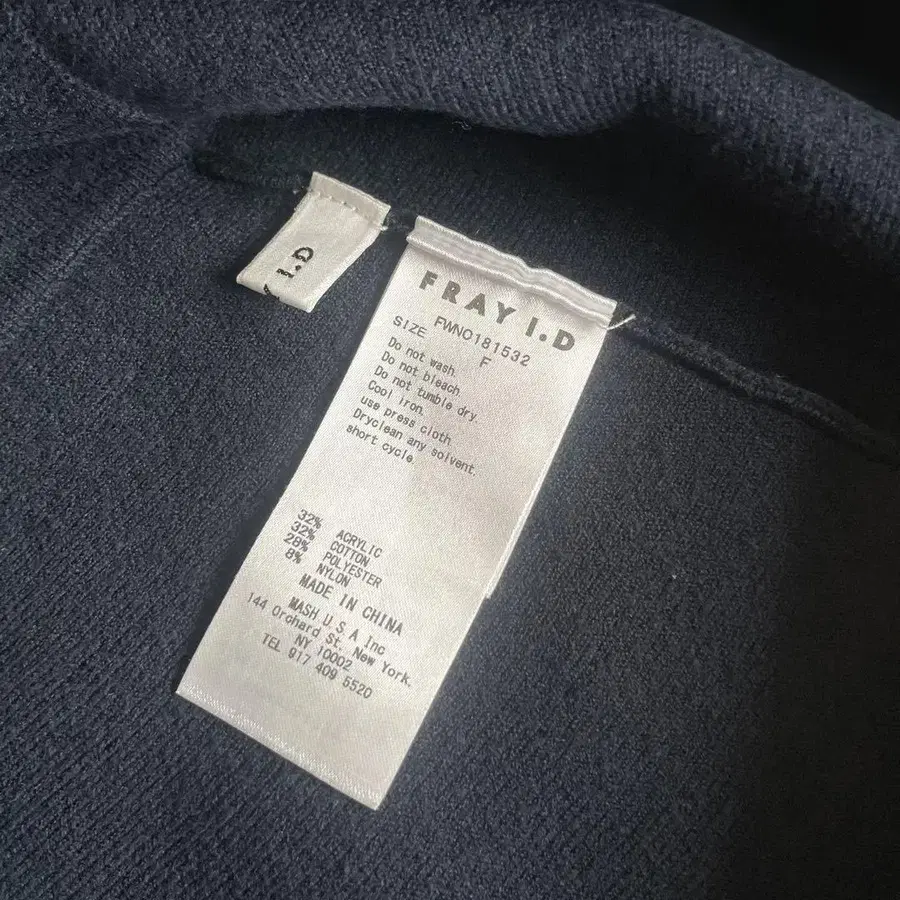 I.D
FRAY I.D
FWNO181532
SIZE F
Do not wash.
Do not bleach.
Do not tumble dry.
Cool iron.
use press cloth.
Dryclean any solvent.
short cycle.
32% ACRYLIC
32% COTTON
28% POLYESTER
8% NYLON
MADE IN CHINA
MASH U.S.A Inc
144 Orchard St. New York.
NY 10002
TEL 917 409 5520